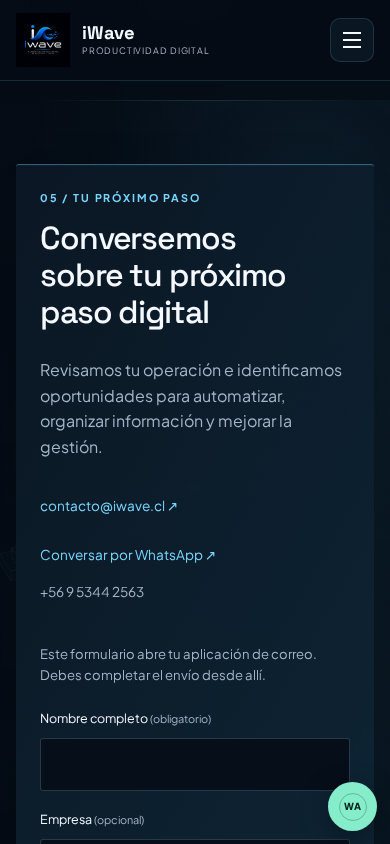 iwave
iWave
PRODUCTIVIDAD DIGITAL
05 / TU PRÓXIMO PASO
Conversemos
sobre tu próximo
paso digital
Revisamos tu operación e identificamos
oportunidades para automatizar,
organizar información y mejorar la
gestión.
contacto@iwave.cl ↗
Conversar por WhatsApp ↗
+56 9 5344 2563
Este formulario abre tu aplicación de correo.
Debes completar el envío desde allí.
Nombre completo (obligatorio)
WA
Empresa (opcional)